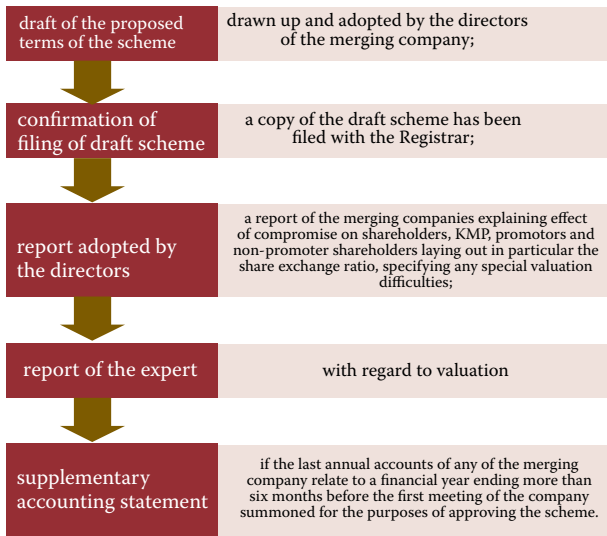 draft of the proposed
terms of the scheme
drawn up and adopted by the directors
of the merging company;
confirmation of
filing of draft scheme
a copy of the draft scheme has been
filed with the Registrar;
report adopted by
the directors
a report of the merging companies explaining effect
of compromise on shareholders, KMP, promotors and
non-promoter shareholders laying out in particular the
share exchange ratio, specifying any special valuation
difficulties;
report of the expert
with regard to valuation
supplementary
accounting statement
if the last annual accounts of any of the merging
company relate to a financial year ending more than
six months before the first meeting of the company
summoned for the purposes of approving the scheme.